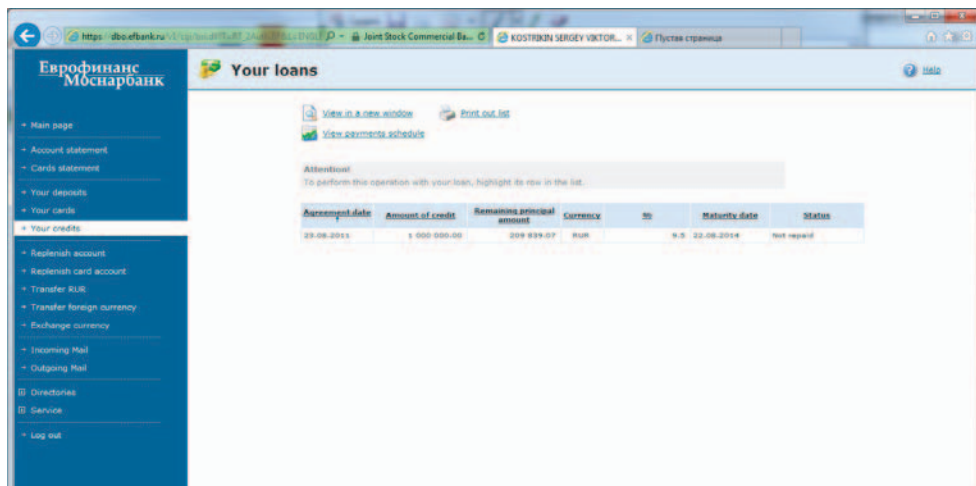 https://dbo.efbank.ru
Joint Stock Commercial Ba...
KOSTRIKIN SERGEY VIKTOR...
Пустая страница
Еврофинанс
Моснарбанк
Your loans
Help
View in a new window
Print out list
View payments schedule
Main page
Account statement
Cards statement
Your deposits
Your cards
Your credits
Replenish account
Replenish card account
Transfer RUR
Transfer foreign currency
Exchange currency
Incoming Mail
Outgoing Mail
Directories
Service
Log out
Attention!
To perform this operation with your loan, highlight its row in the list.
Agreement date Amount of credit Remaining principal amount Currency % Maturity date Status
1 000 000.00 209 839.07 RUR 9.5 22.08.2014 Not repaid